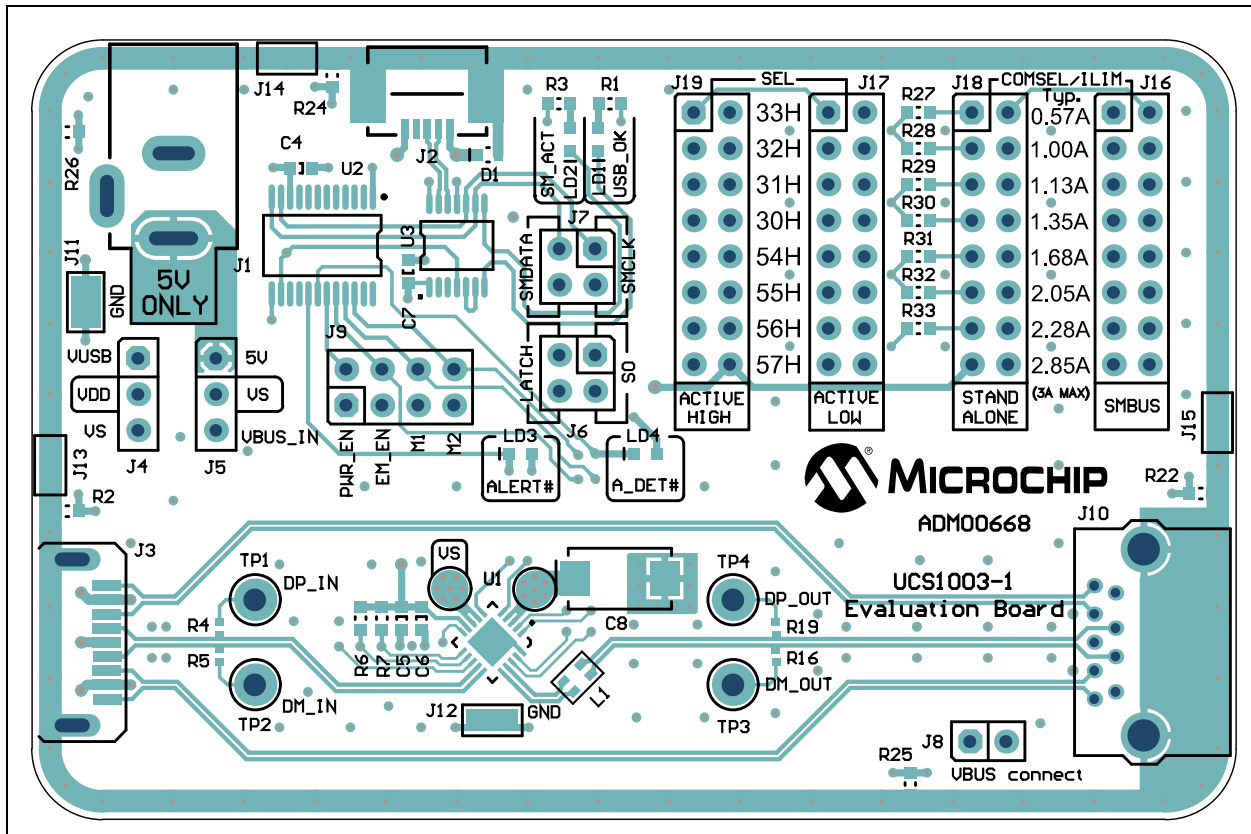 J14
R24
R26
C4
U2
J2
D1
R3
R1
SM_ACT
LD2
LD1
USB_OK
J19
SEL
J17
J18
COMSEL/ILIM
Typ.
J16
33H
32H
31H
30H
54H
55H
56H
57H
R27
R28
R29
R30
R31
R32
R33
0.57A
1.00A
1.13A
1.35A
1.68A
2.05A
2.28A
2.85A
(3A MAX)
ACTIVE HIGH
ACTIVE LOW
STAND ALONE
SMBUS
J11
GND
J1
5V
ONLY
U3
C7
J7
SMDATA
SMCLK
J9
LATCH
SO
J6
VUSB
VDD
VS
J4
5V
VS
VBUS_IN
J5
PWR_EN
EM_EN
M1
M2
LD3
ALERT#
LD4
A_DET#
J13
J15
R2
R22
MICROCHIP
ADM00668
J10
J3
TP1
DP_IN
VS
U1
TP4
DP_OUT
UCS1003-1
Evaluation Board
C8
R4
R5
R6
R7
C5
C6
R19
R16
TP2
DM_IN
L1
TP3
DM_OUT
J12
GND
J8
VBUS connect
R25